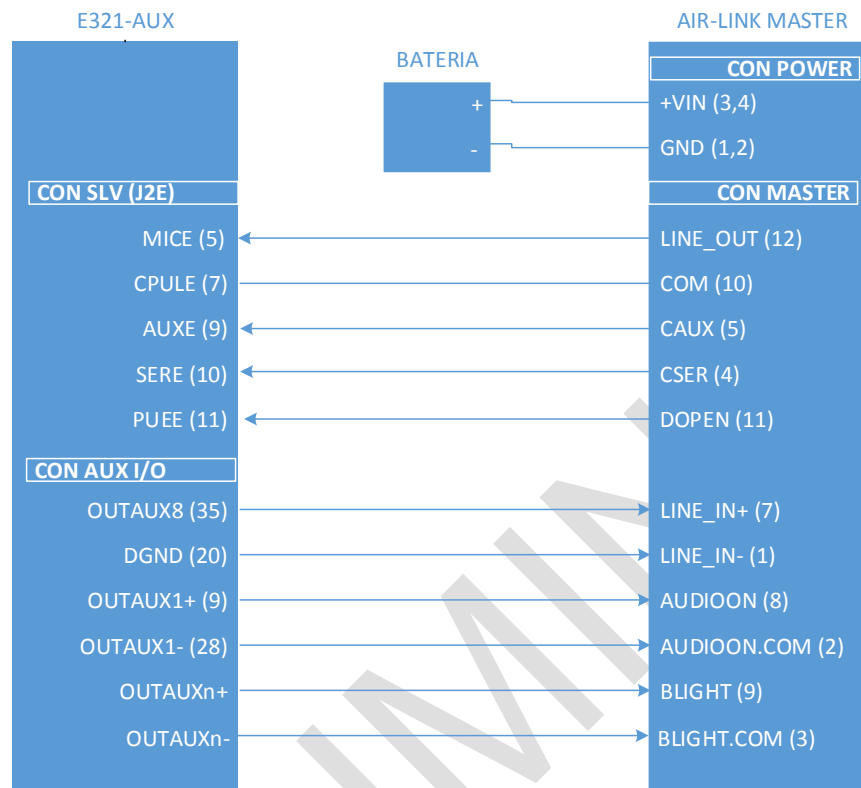 E321-AUX
AIR-LINK MASTER
BATERIA
CON POWER
+ +VIN (3,4)
- GND (1,2)
CON SLV (J2E) CON MASTER
MICE (5) LINE_OUT (12)
CPULE (7) COM (10)
AUXE (9) CAUX (5)
SERE (10) CSER (4)
PUEE (11) DOPEN (11)
CON AUX I/O
OUTAUX8 (35) LINE_IN+ (7)
DGND (20) LINE_IN- (1)
OUTAUX1+ (9) AUDIOON (8)
OUTAUX1- (28) AUDIOON.COM (2)
OUTAUXn+ BLIGHT (9)
OUTAUXn- BLIGHT.COM (3)